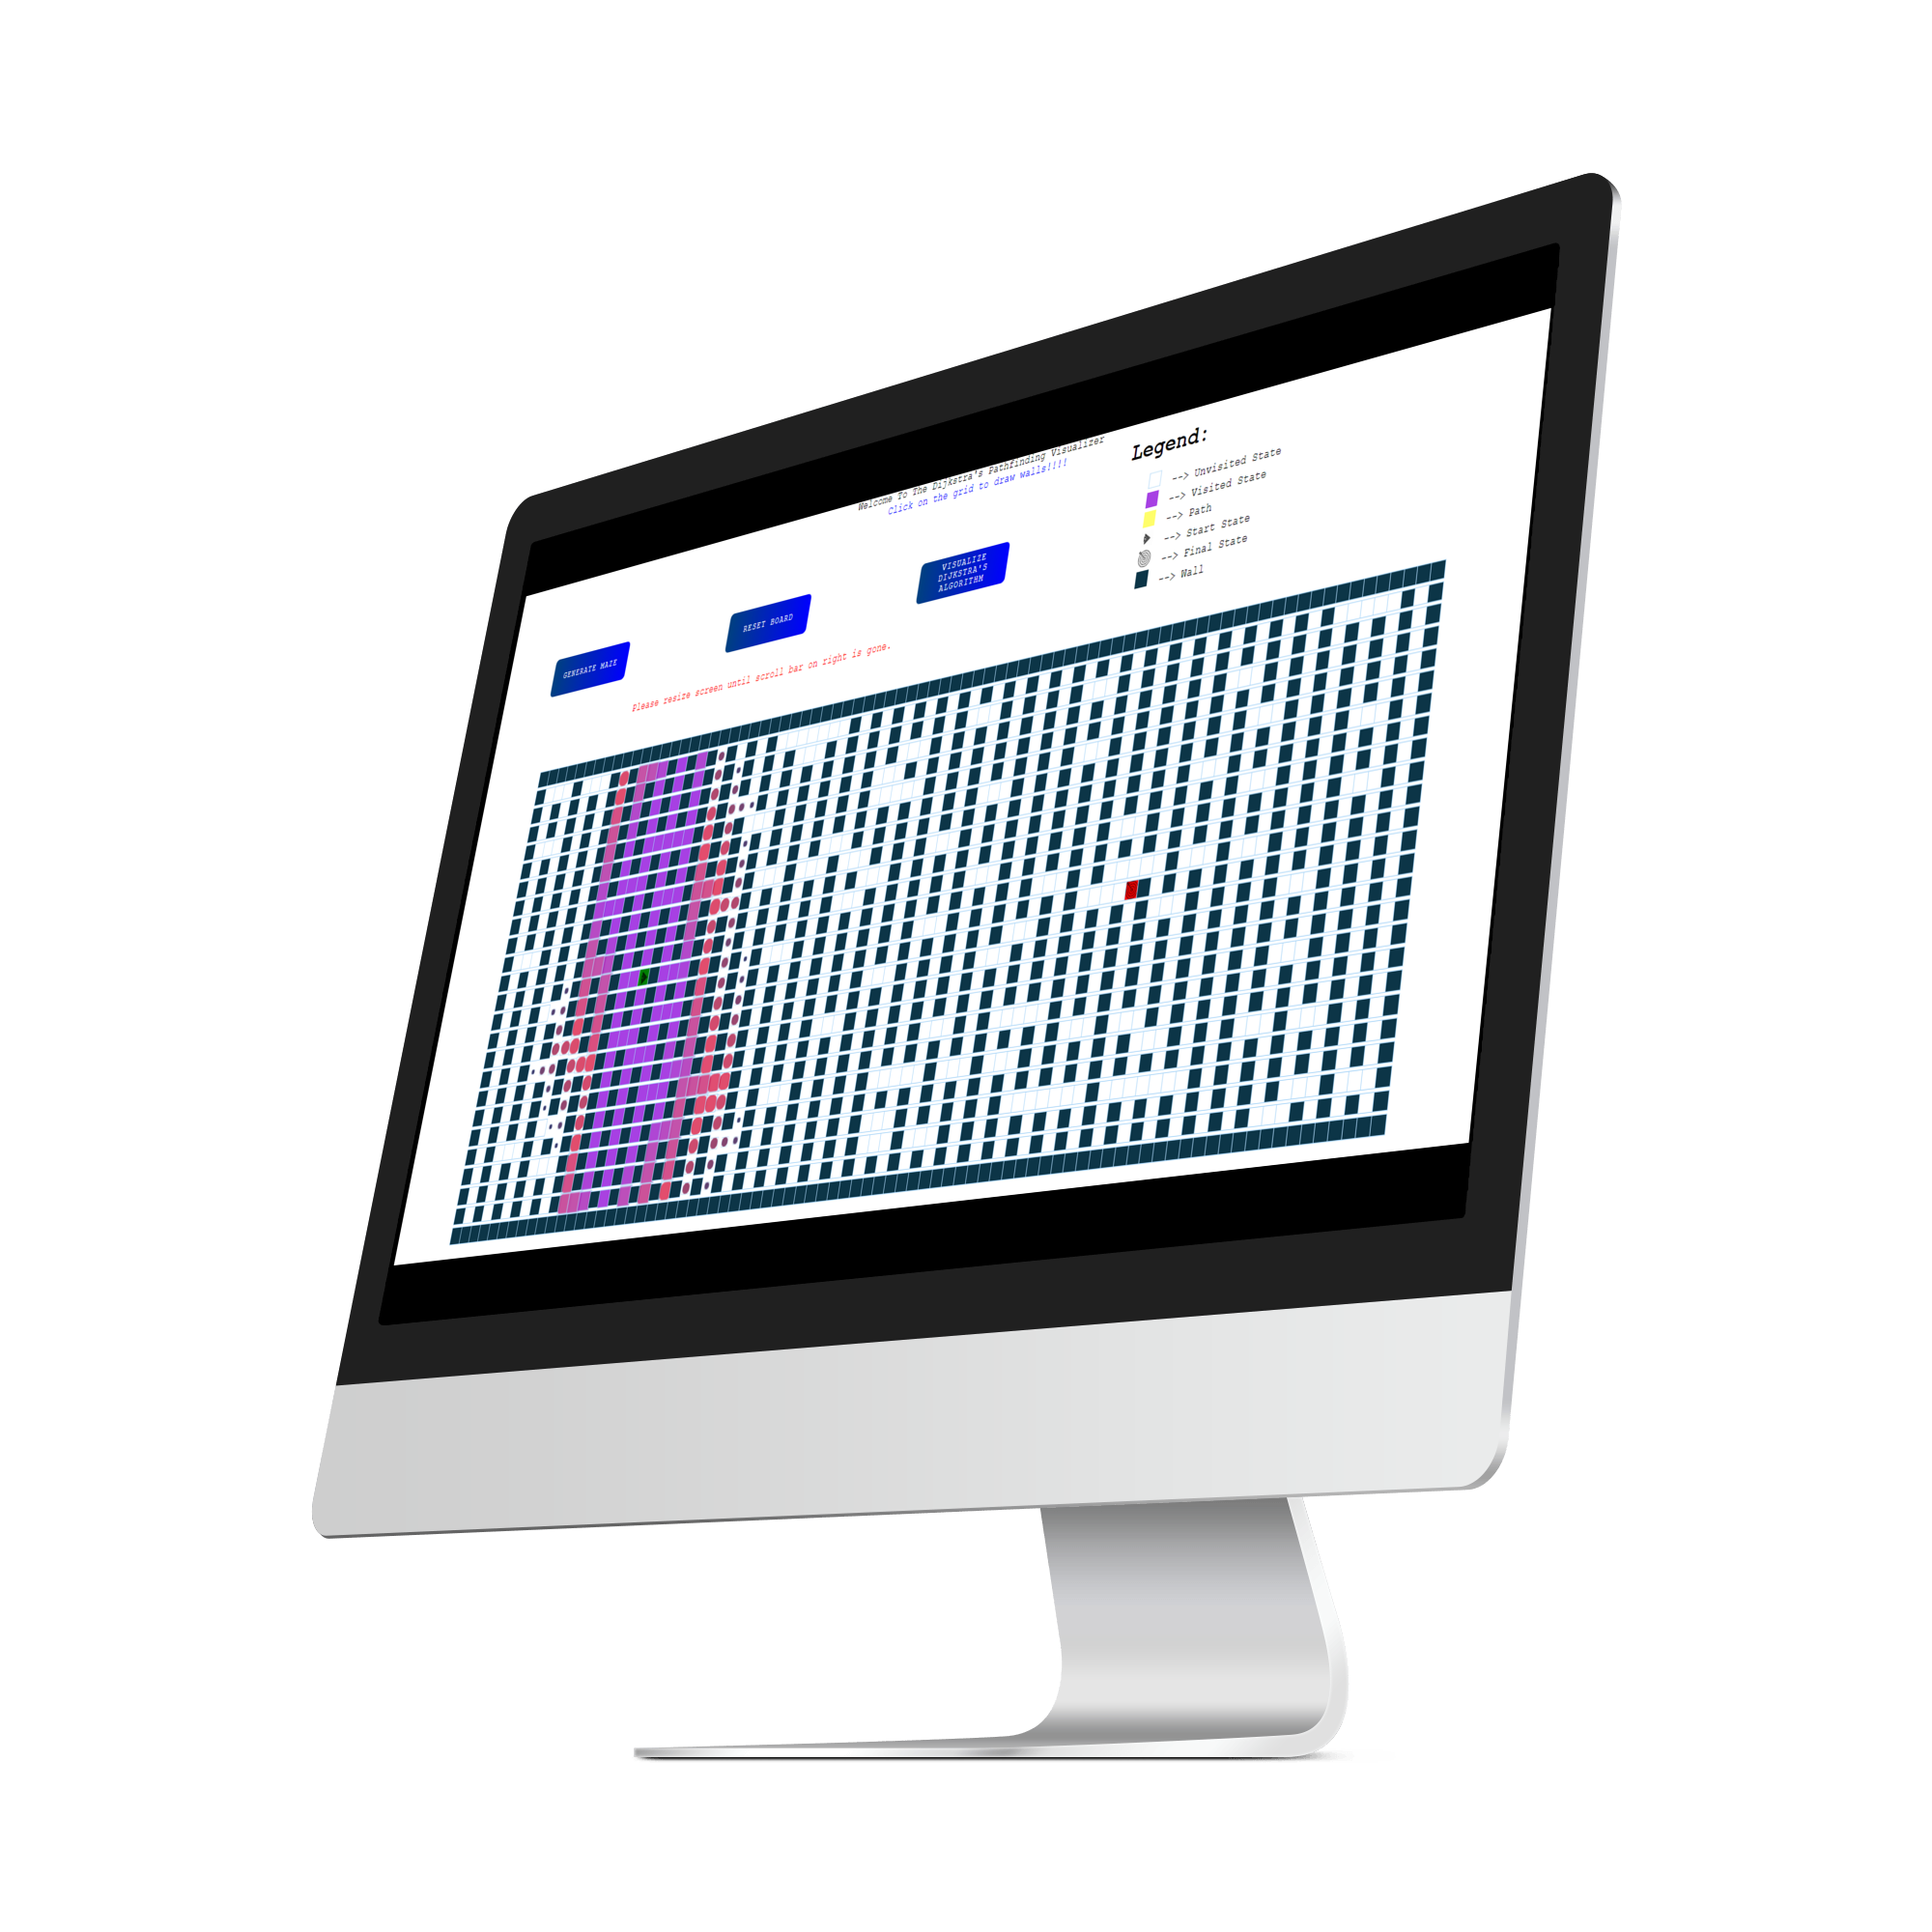 Welcome To The Dijkstra's Pathfinding Visualizer
Click on the grid to draw walls!!!!
Legend:
--> Unvisited State
--> Visited State
--> Path
--> Start State
--> Final State
--> Wall
GENERATE MAZE
RESET BOARD
VISUALIZE
DIJKSTRA'S
ALGORITHM
Please resize screen until scroll bar on right is gone.